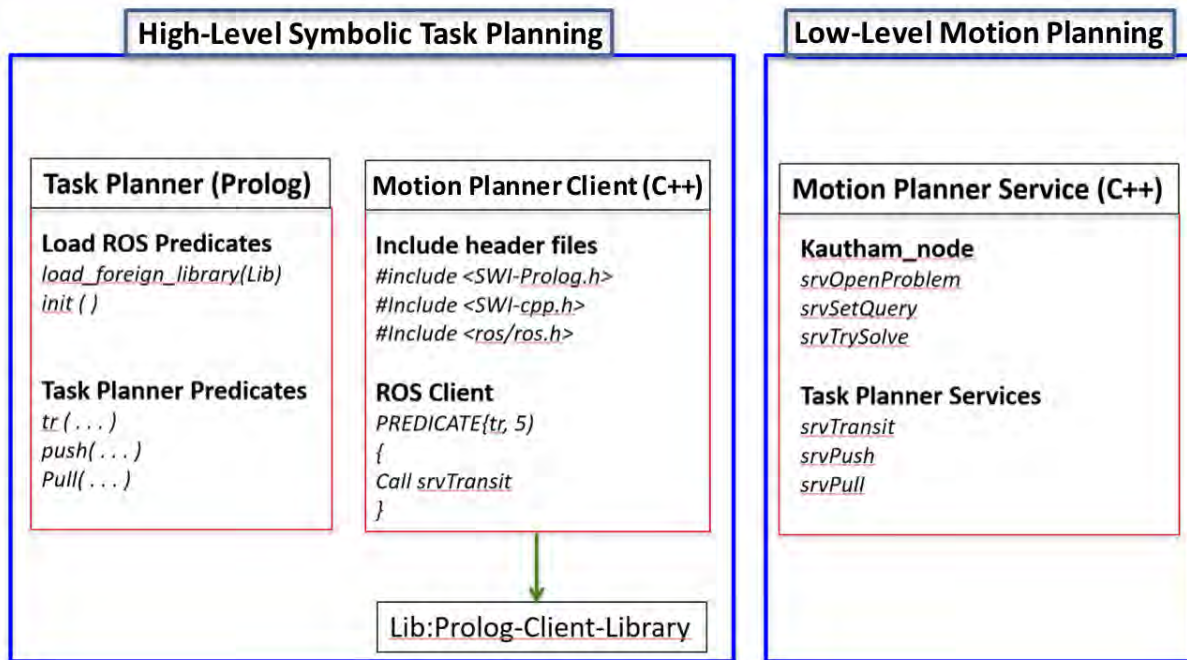 High-Level Symbolic Task Planning
Task Planner (Prolog)
Load ROS Predicates
load_foreign_library(Lib)
init ( )
Task Planner Predicates
tr ( . . . )
push( . . . )
Pull( . . . )
Motion Planner Client (C++)
Include header files
#include <SWI-Prolog.h>
#Include <SWI-cpp.h>
#Include <ros/ros.h>
ROS Client
PREDICATE{tr, 5)
{
Call srvTransit
}
Lib:Prolog-Client-Library
Low-Level Motion Planning
Motion Planner Service (C++)
Kautham_node
srvOpenProblem
srvSetQuery
srvTrySolve
Task Planner Services
srvTransit
srvPush
srvPull